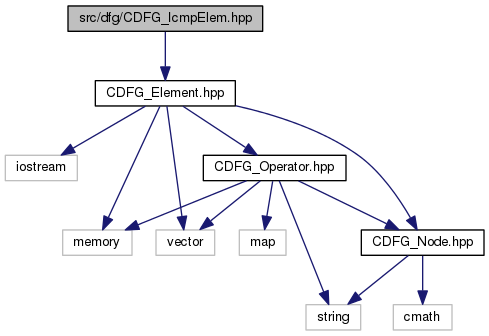 src/dfg/CDFG_IcmpElem.hpp
CDFG_Element.hpp
iostream
CDFG_Operator.hpp
memory
vector
map
CDFG_Node.hpp
string
cmath